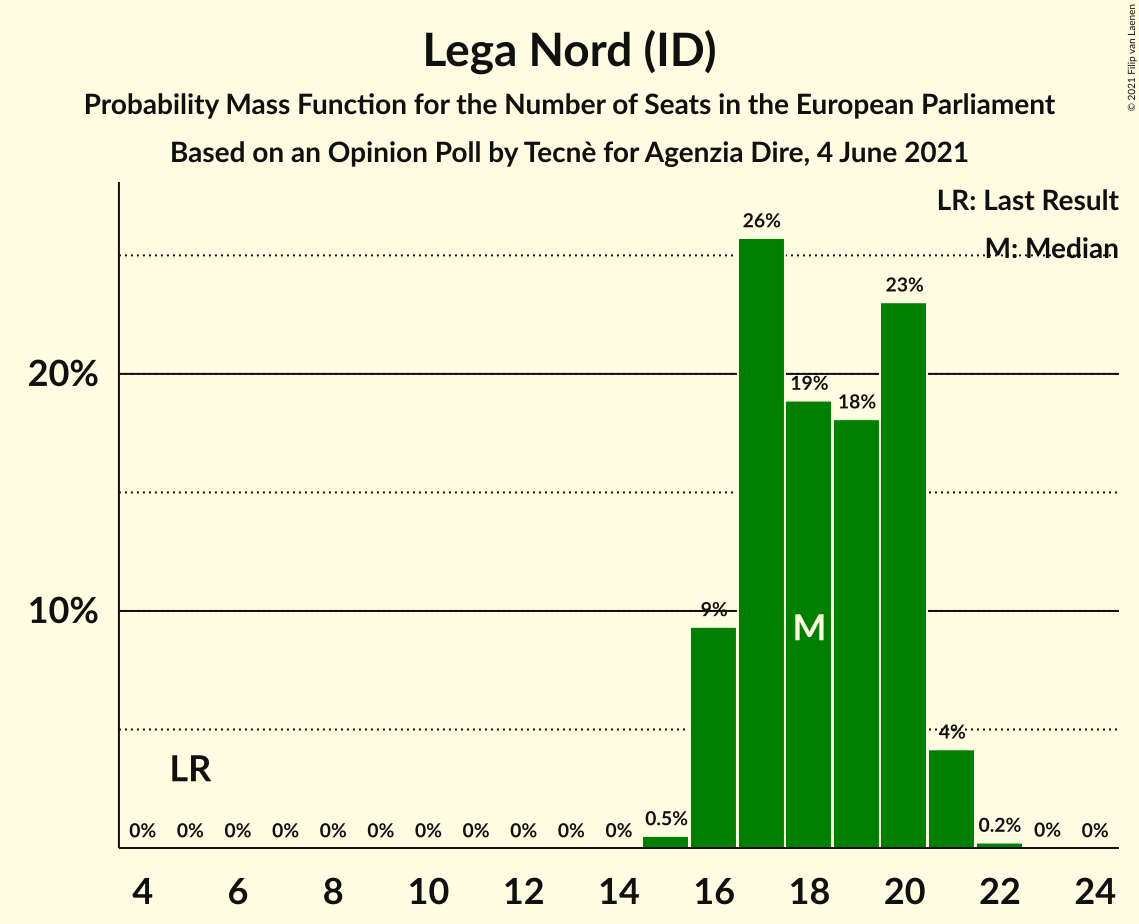 Lega Nord (ID)
Probability Mass Function for the Number of Seats in the European Parliament
Based on an Opinion Poll by Tecnè for Agenzia Dire, 4 June 2021
© 2021 Filip van Laenen
LR: Last Result
M: Median
26%
23%
20%
19%
18%
10%
9%
M
4%
LR
0% 0% 0% 0% 0% 0% 0% 0% 0% 0% 0% 0.5% 0.2% 0% 0%
4 6 8 10 12 14 16 18 20 22 24